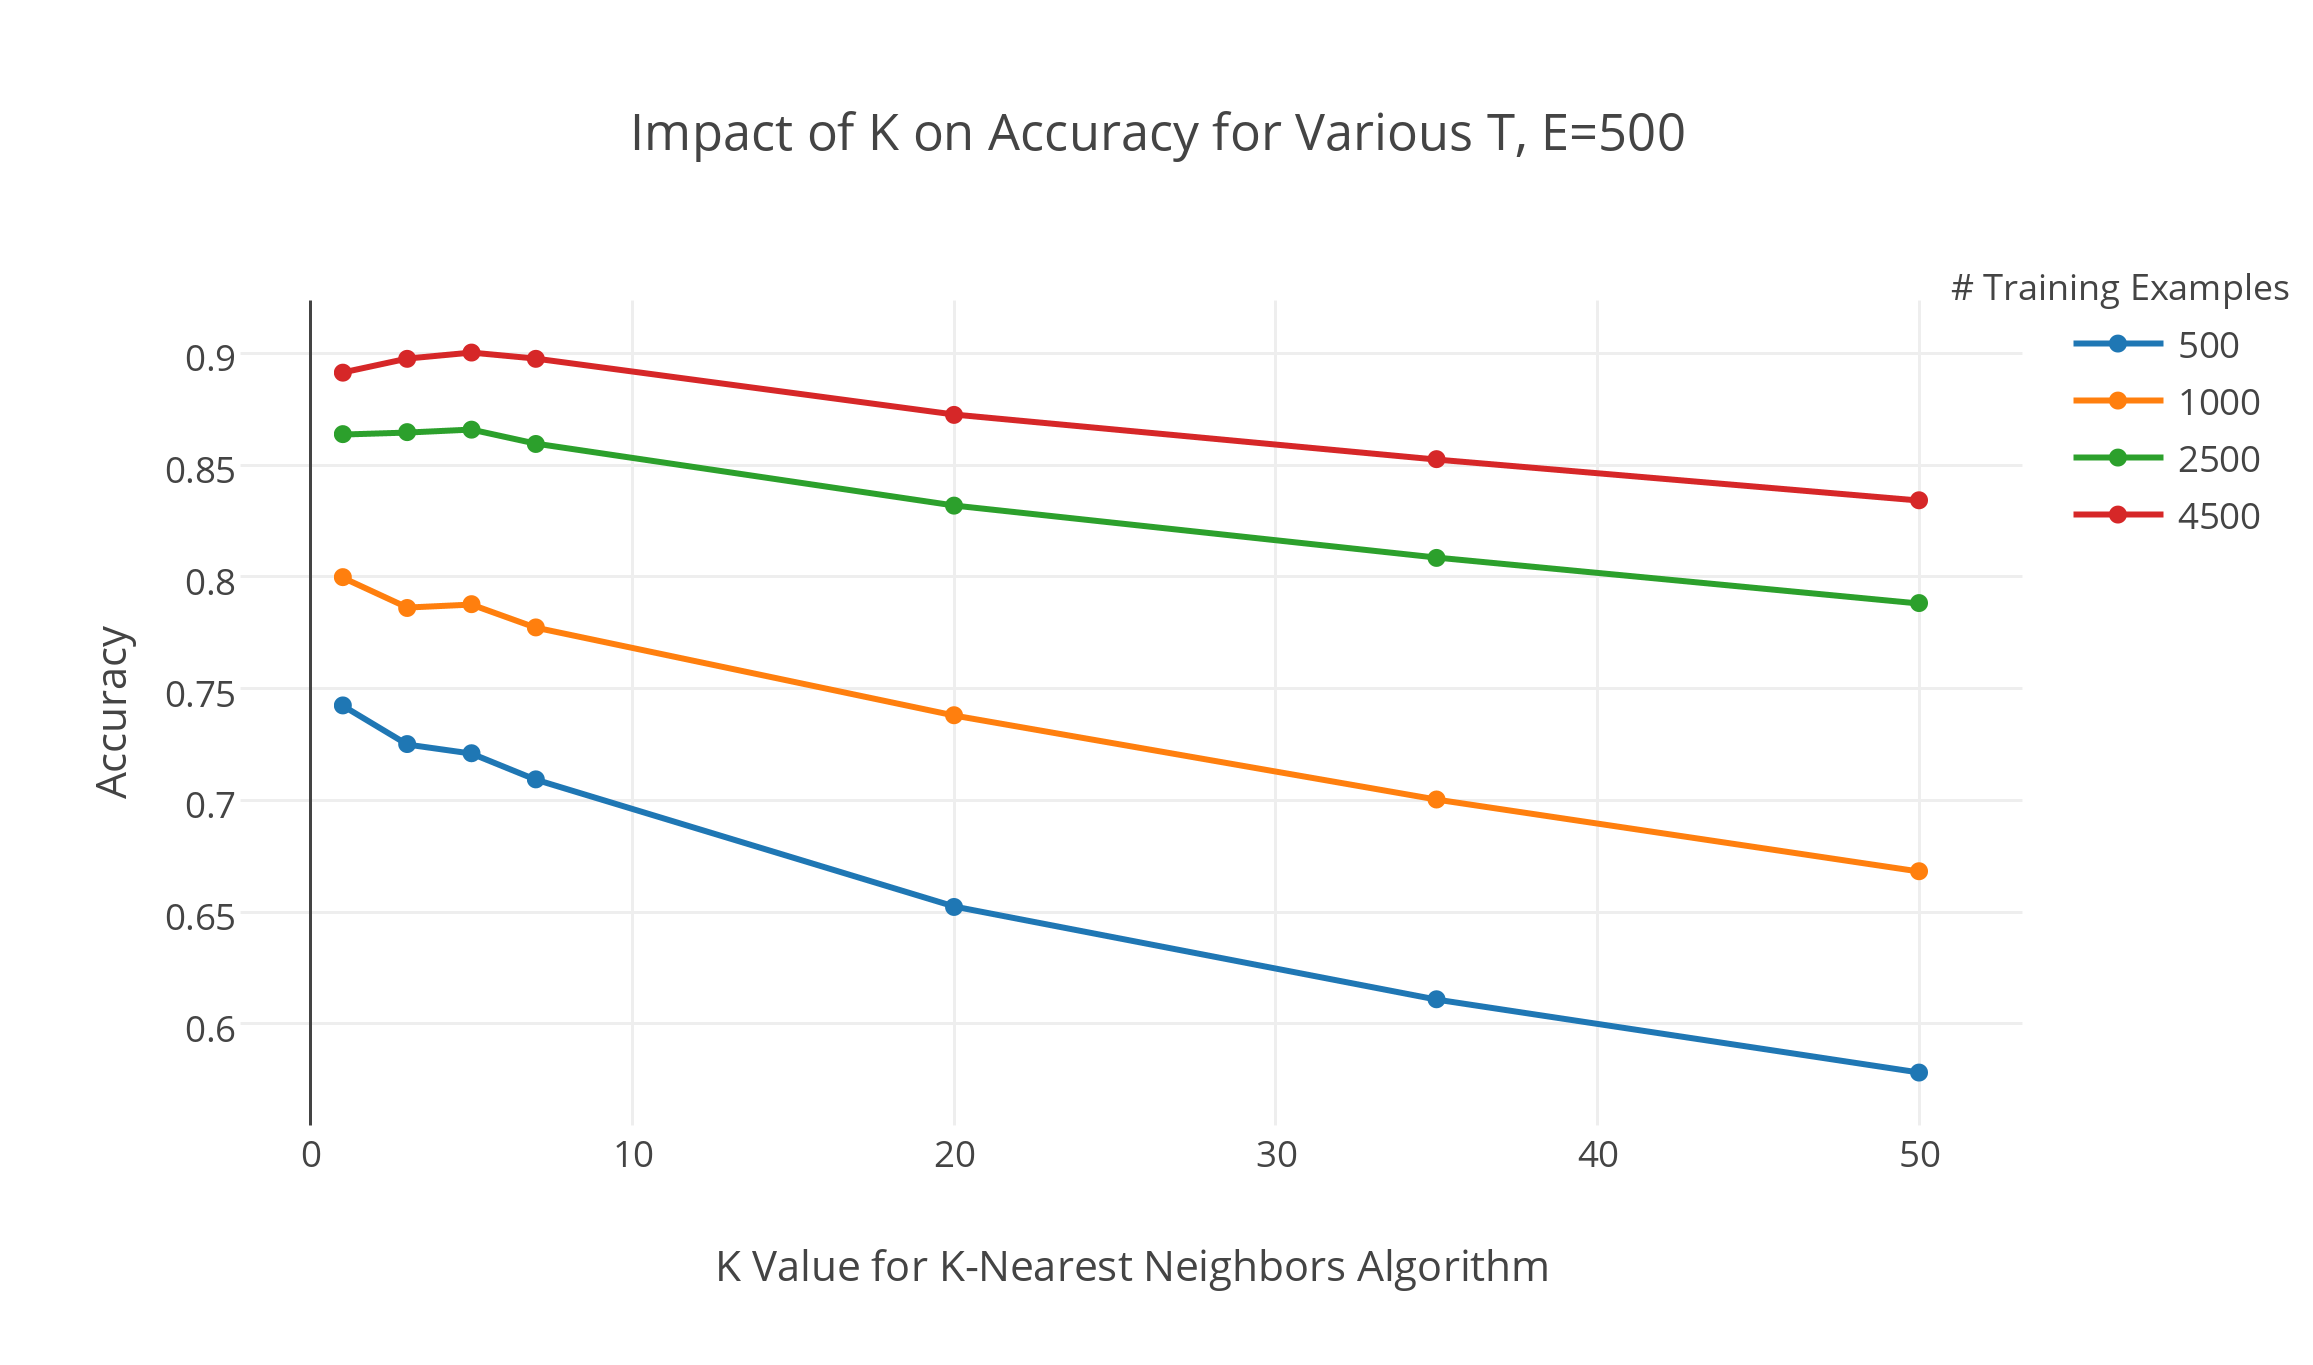 Impact of K on Accuracy for Various T, E=500
# Training Examples
500
1000
2500
4500
Accuracy
0.9
0.85
0.8
0.75
0.7
0.65
0.6
0 10 20 30 40 50
K Value for K-Nearest Neighbors Algorithm